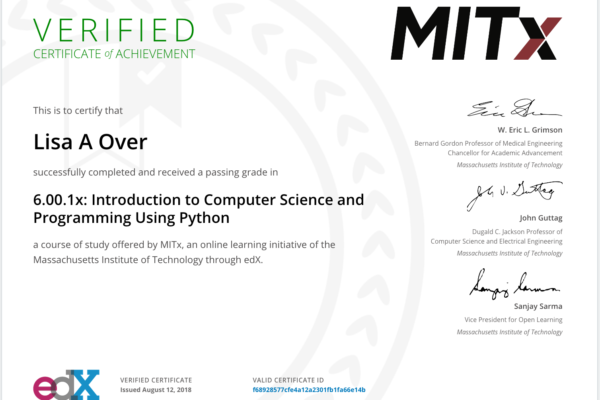 VERIFIED
CERTIFICATE of ACHIEVEMENT
MITx
This is to certify that
Lisa A Over
successfully completed and received a passing grade in
6.00.1x: Introduction to Computer Science and
Programming Using Python
a course of study offered by MITx, an online learning initiative of the
Massachusetts Institute of Technology through edX.
W. Eric L. Grimson
Bernard Gordon Professor of Medical Engineering
Chancellor for Academic Advancement
Massachusetts Institute of Technology
John V. Guttag
John Guttag
Dugald C. Jackson Professor of
Computer Science and Electrical Engineering
Massachusetts Institute of Technology
Sanjay Sarma
Sanjay Sarma
Vice President for Open Learning
Massachusetts Institute of Technology
edX
VERIFIED CERTIFICATE
Issued August 12, 2018
VALID CERTIFICATE ID
f68928577cfe4a12a2301fb1fa66e14b